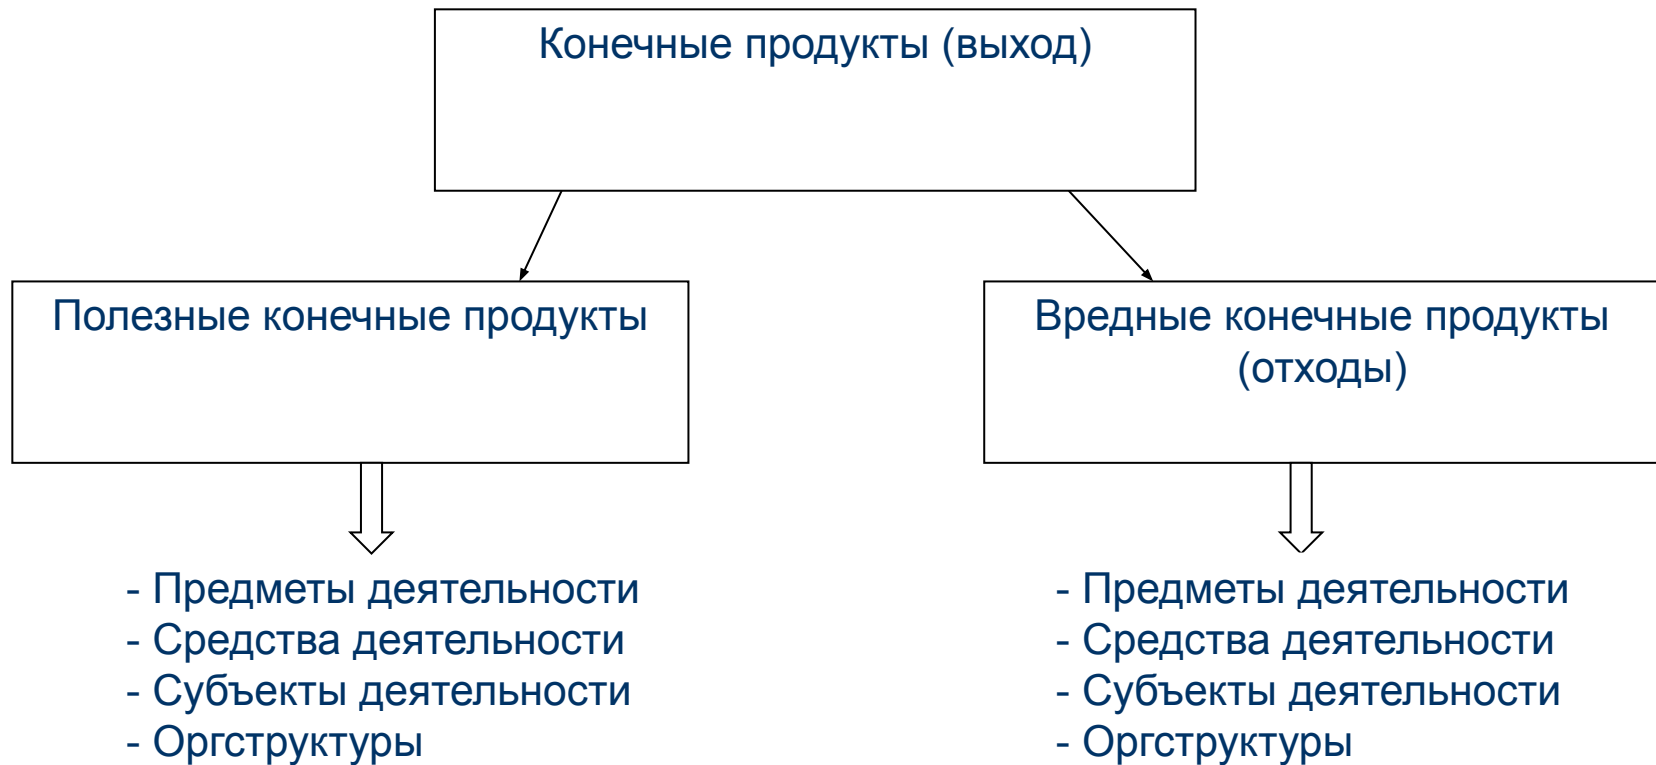 Конечные продукты (выход)
Полезные конечные продукты
Вредные конечные продукты
(отходы)
- Предметы деятельности
- Средства деятельности
- Субъекты деятельности
- Оргструктуры
- Предметы деятельности
- Средства деятельности
- Субъекты деятельности
- Оргструктуры